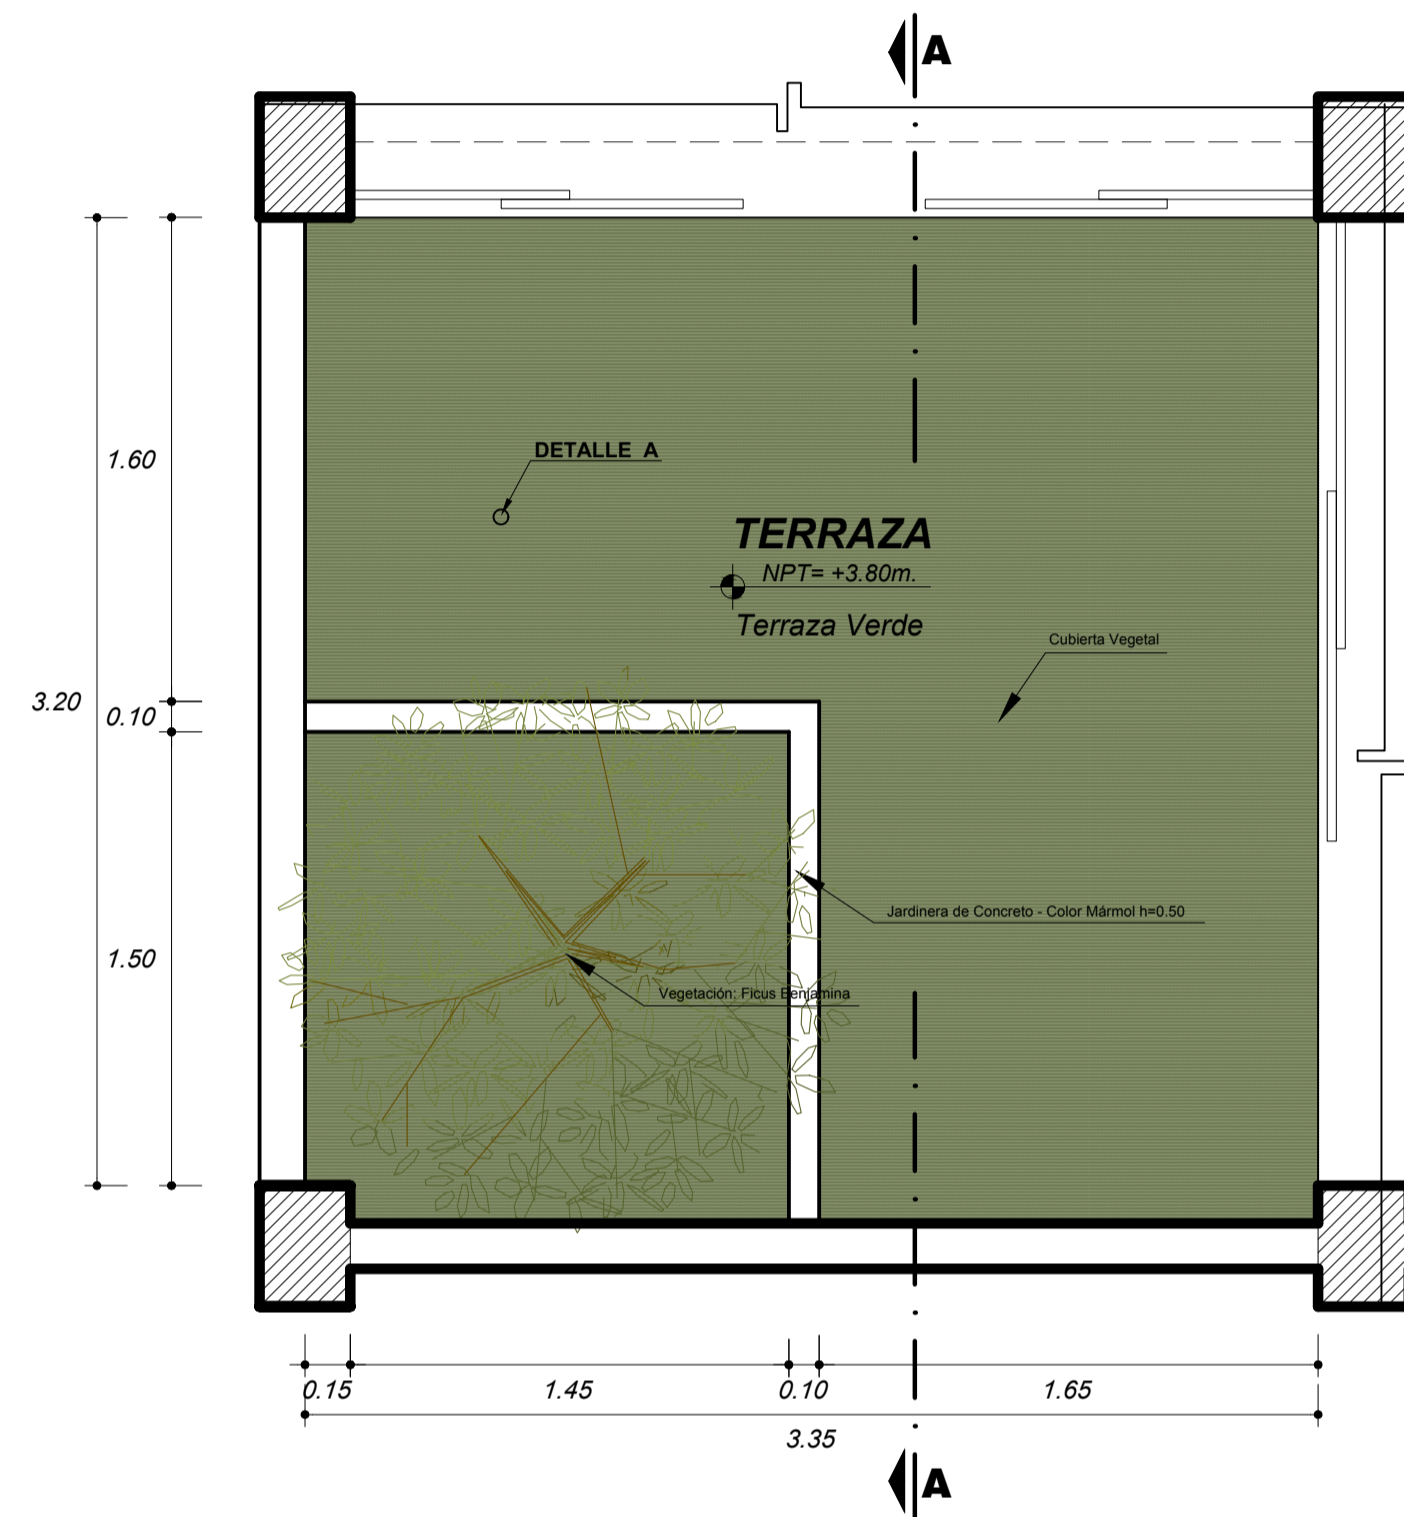 A
DETALLE A
1.60
TERRAZA
NPT= +3.80m.
Terraza Verde
Cubierta Vegetal
3.20
0.10
Jardinera de Concreto - Color Mármol h=0.50
1.50
Vegetación: Ficus Benjamina
0.15
1.45
0.10
1.65
3.35
A